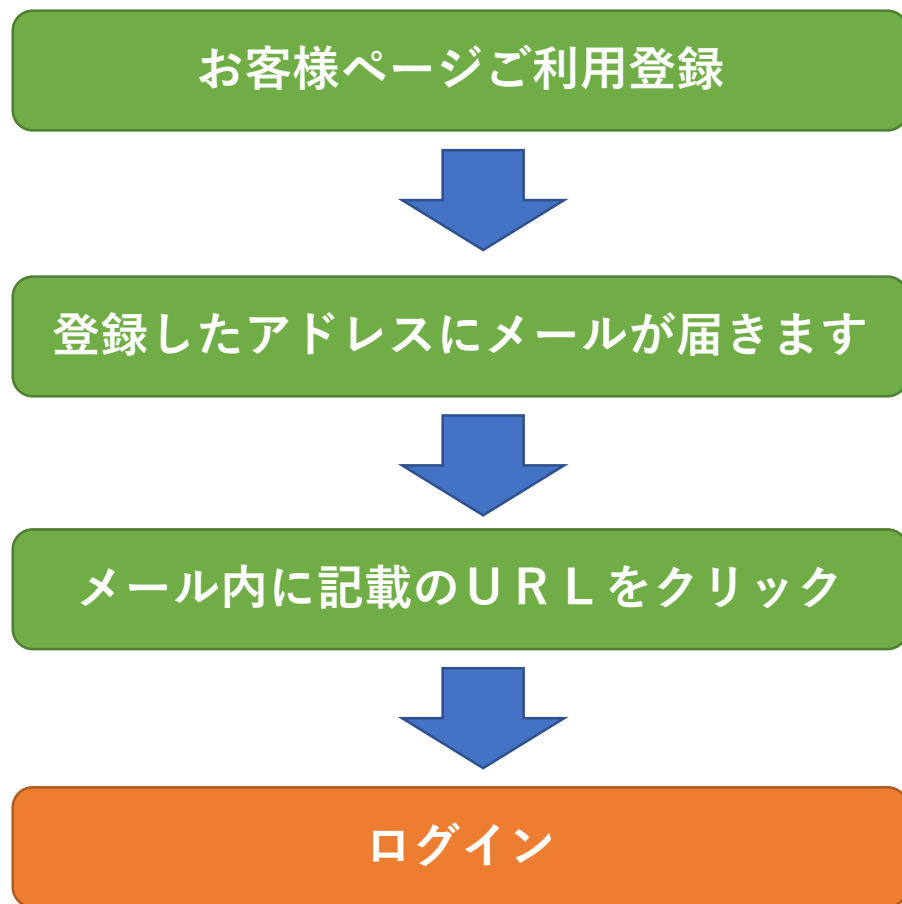 お客様ページご利用登録
登録したアドレスにメールが届きます
メール内に記載のＵＲＬをクリック
ログイン